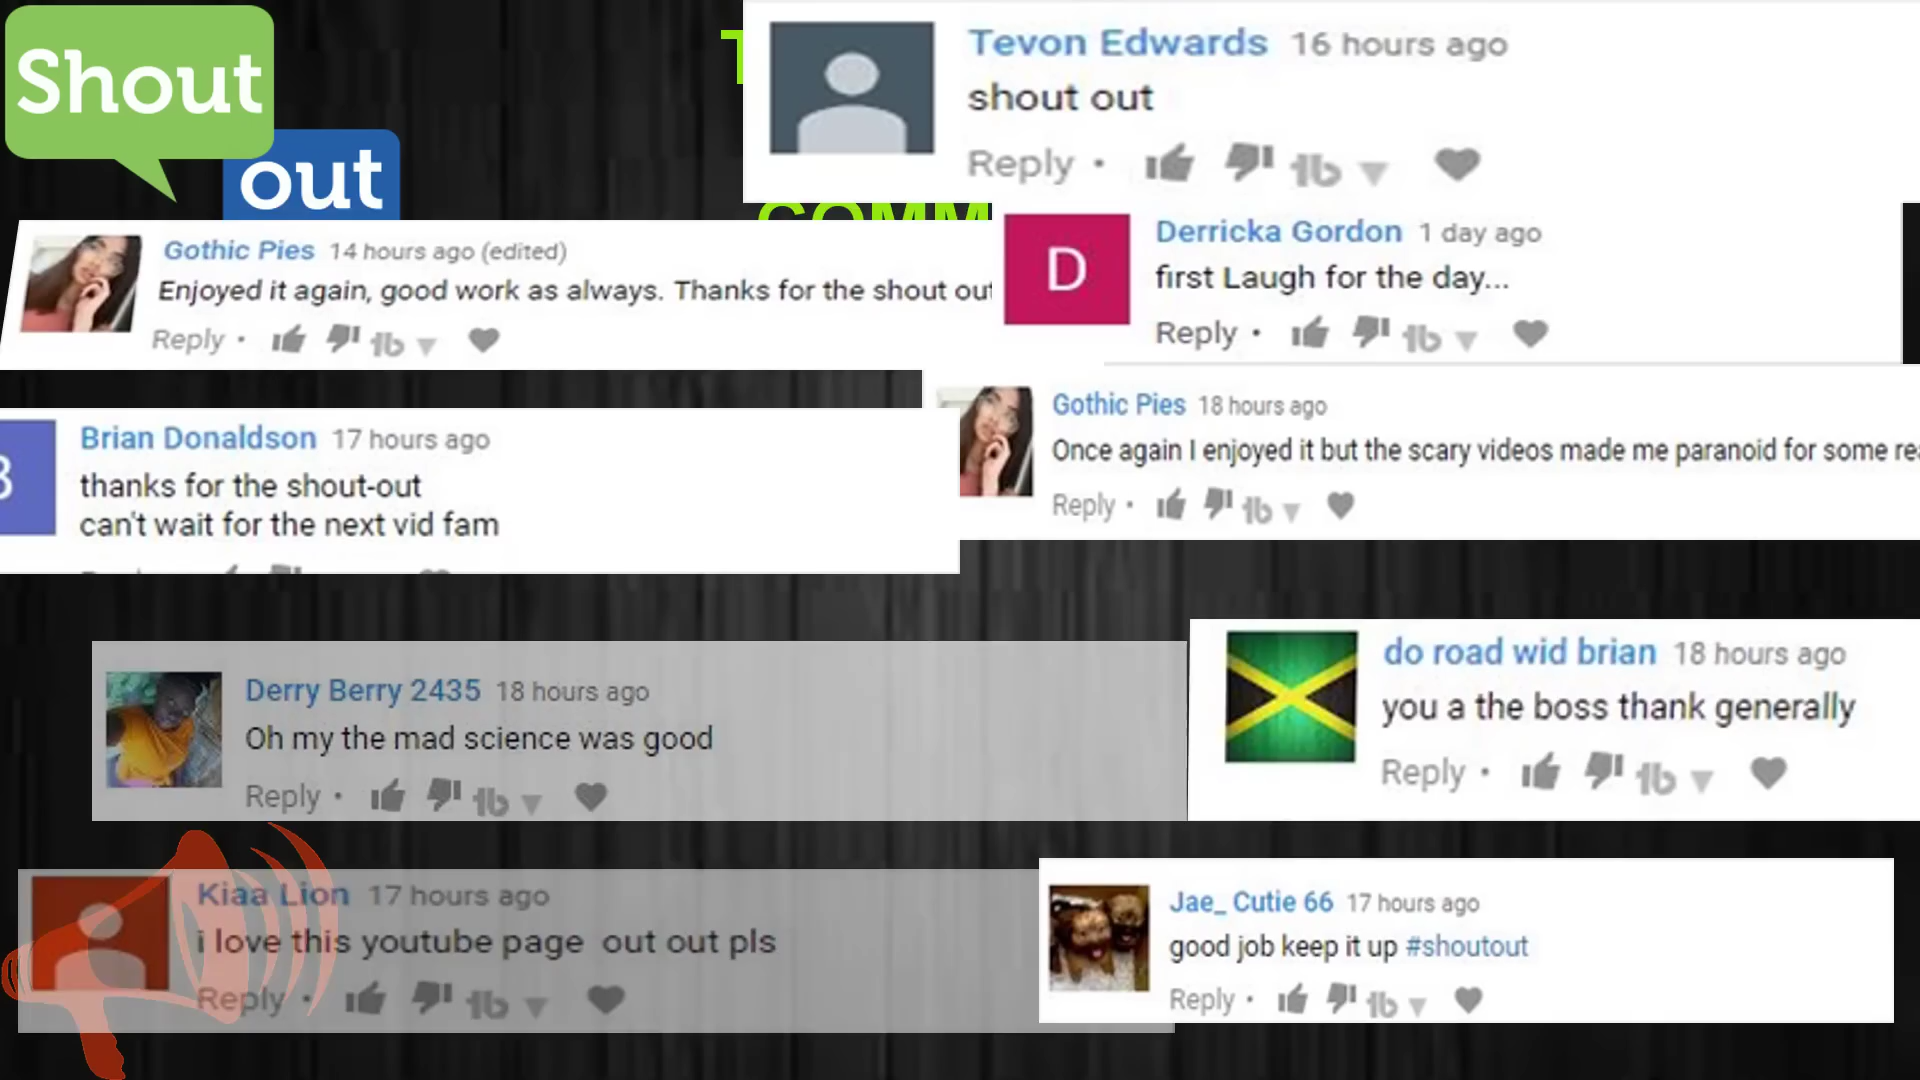 Shout
out
Tevon Edwards 16 hours ago
shout out
Reply
COMM
Gothic Pies 14 hours ago (edited)
Enjoyed it again, good work as always. Thanks for the shout out
Reply
D
Derricka Gordon 1 day ago
first Laugh for the day...
Reply
Gothic Pies 18 hours ago
Once again I enjoyed it but the scary videos made me paranoid for some
Reply
Brian Donaldson 17 hours ago
thanks for the shout-out
can't wait for the next vid fam
Derry Berry 2435 18 hours ago
Oh my the mad science was good
Reply
do road wid brian 18 hours ago
you a the boss thank generally
Reply
Kiaa Lion 17 hours ago
i love this youtube page out out pls
Reply
Jae_ Cutie 66 17 hours ago
good job keep it up #shoutout
Reply